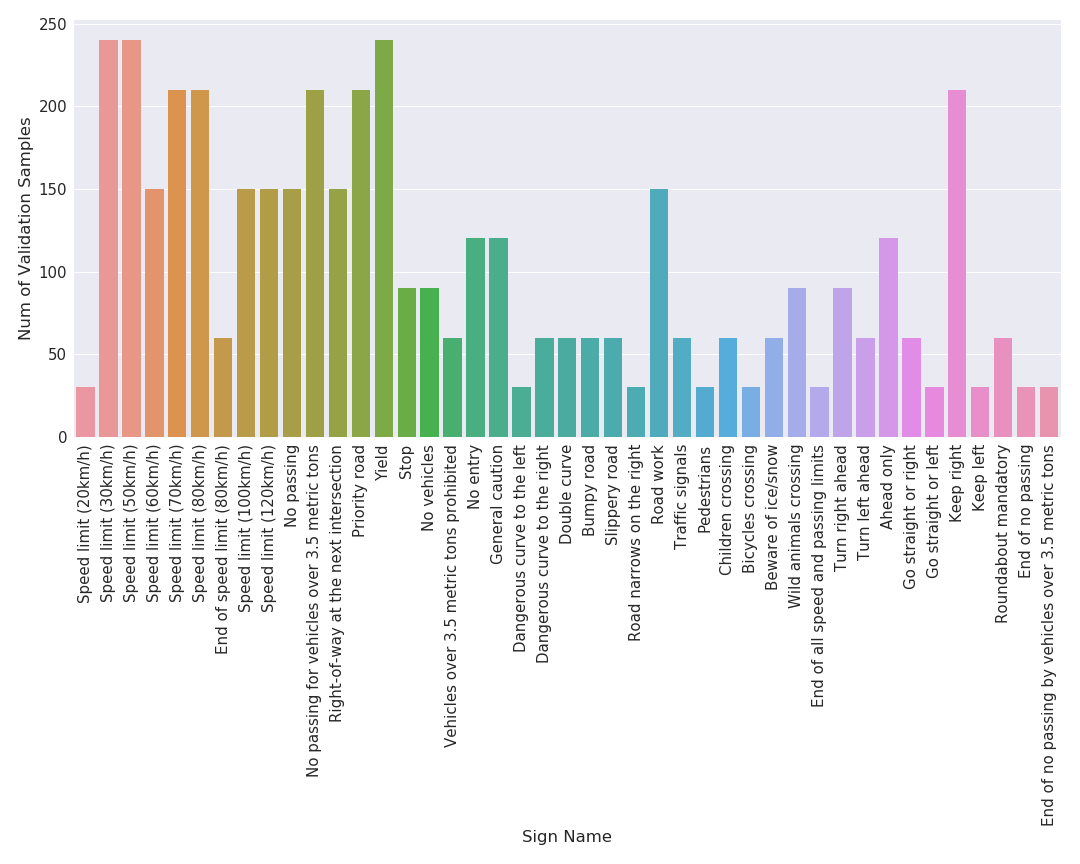 250
200
150
100
50
0
Num of Validation Samples
Speed limit (20km/h)
Speed limit (30km/h)
Speed limit (50km/h)
Speed limit (60km/h)
Speed limit (70km/h)
Speed limit (80km/h)
End of speed limit (80km/h)
Speed limit (100km/h)
Speed limit (120km/h)
No passing
No passing for vehicles over 3.5 metric tons
Right-of-way at the next intersection
Priority road
Yield
Stop
No vehicles
Vehicles over 3.5 metric tons prohibited
No entry
General caution
Dangerous curve to the left
Dangerous curve to the right
Double curve
Bumpy road
Slippery road
Road narrows on the right
Road work
Traffic signals
Pedestrians
Children crossing
Bicycles crossing
Beware of ice/snow
Wild animals crossing
End of all speed and passing limits
Turn right ahead
Turn left ahead
Ahead only
Go straight or right
Go straight or left
Keep right
Keep left
Roundabout mandatory
End of no passing
End of no passing by vehicles over 3.5 metric tons
Sign Name